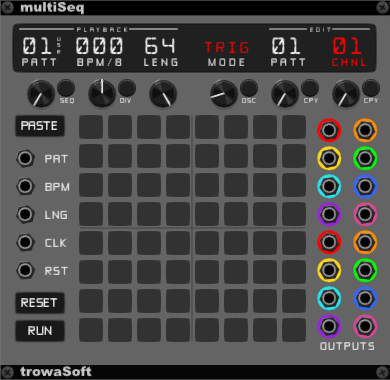 multiSeq
PLAYBACK EDIT
01 USE 000 64 TRIG 01 01
PATT BPM/8 LENG MODE PATT CHNL
SEQ DIV OSC CPY CPY
PASTE
PAT
BPM
LNG
CLK
RST
RESET
RUN
OUTPUTS
trowaSoft